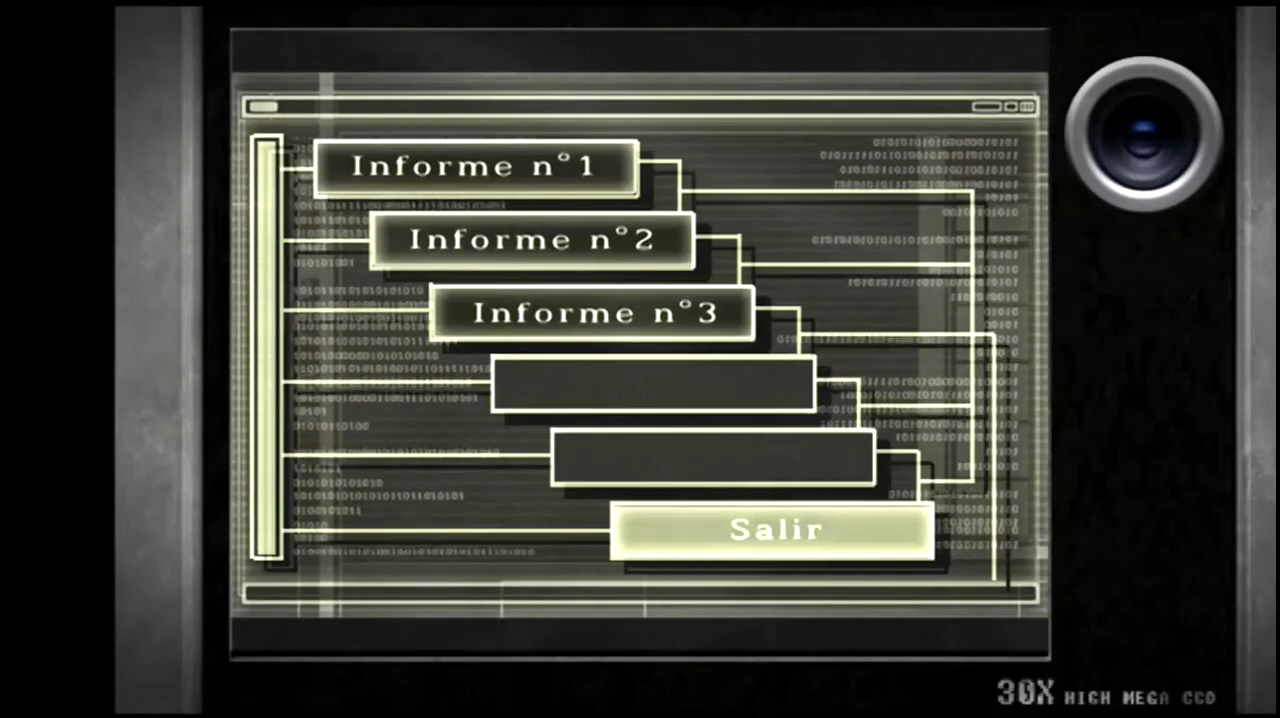 Informe n°1
Informe n°2
Informe n°3
Salir
30X HIGH MEGA CCD